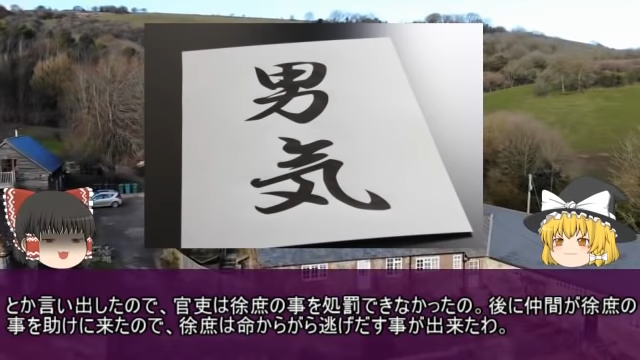 男
気
とか言い出したので、官吏は徐庶の事を処罰できなかったの。後に仲間が徐庶の
事を助けに来たので、徐庶は命からがら逃げだす事が出来たわ。